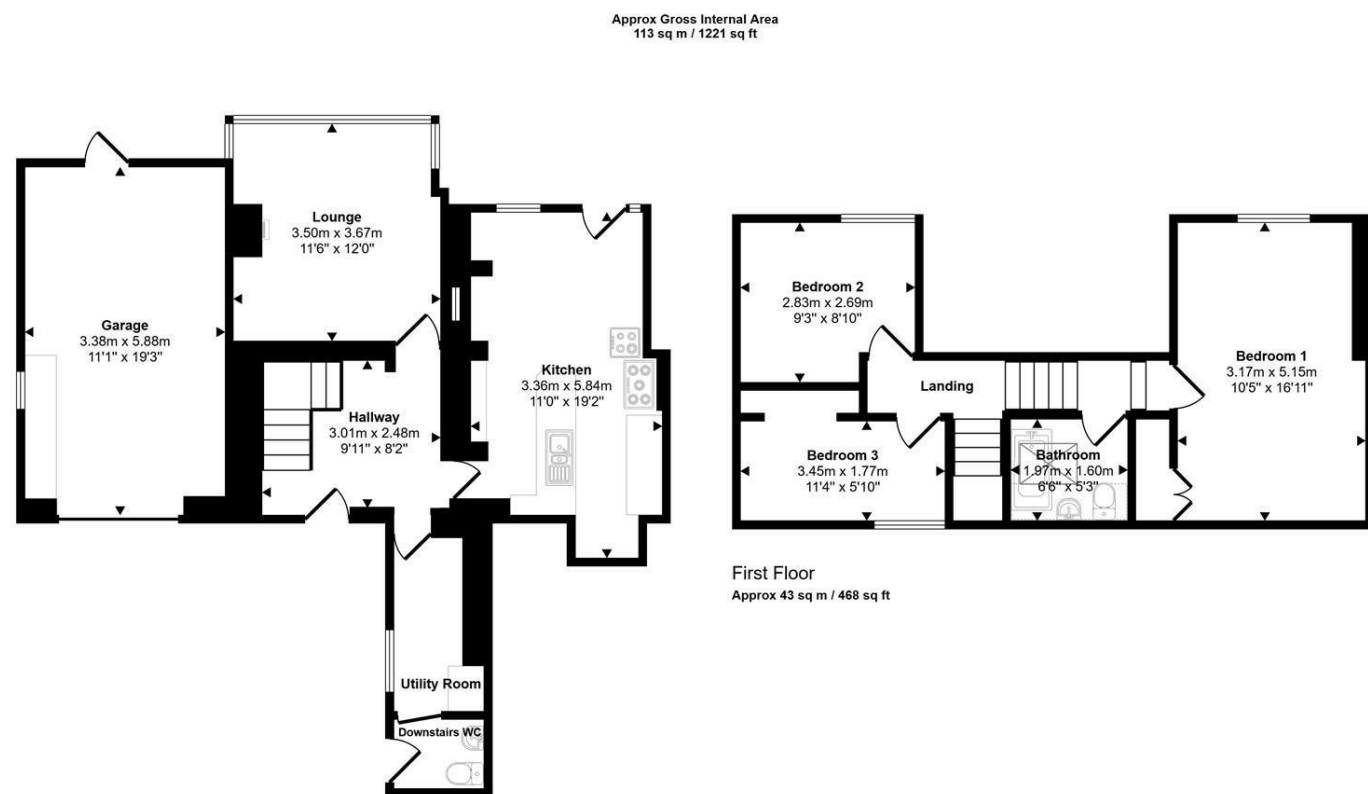 Approx Gross Internal Area
113 sq m / 1221 sq ft
Lounge
3.50m x 3.67m
11'6" x 12'0"
Garage
3.38m x 5.88m
11'1" x 19'3"
Kitchen
3.36m x 5.84m
11'0" x 19'2"
Hallway
3.01m x 2.48m
9'11" x 8'2"
Utility Room
Downstairs WC
Bedroom 2
2.83m x 2.69m
9'3" x 8'10"
Landing
Bedroom 1
3.17m x 5.15m
10'5" x 16'11"
Bedroom 3
3.45m x 1.77m
11'4" x 5'10"
Bathroom
1.97m x 1.60m
6'6" x 5'3"
First Floor
Approx 43 sq m / 468 sq ft